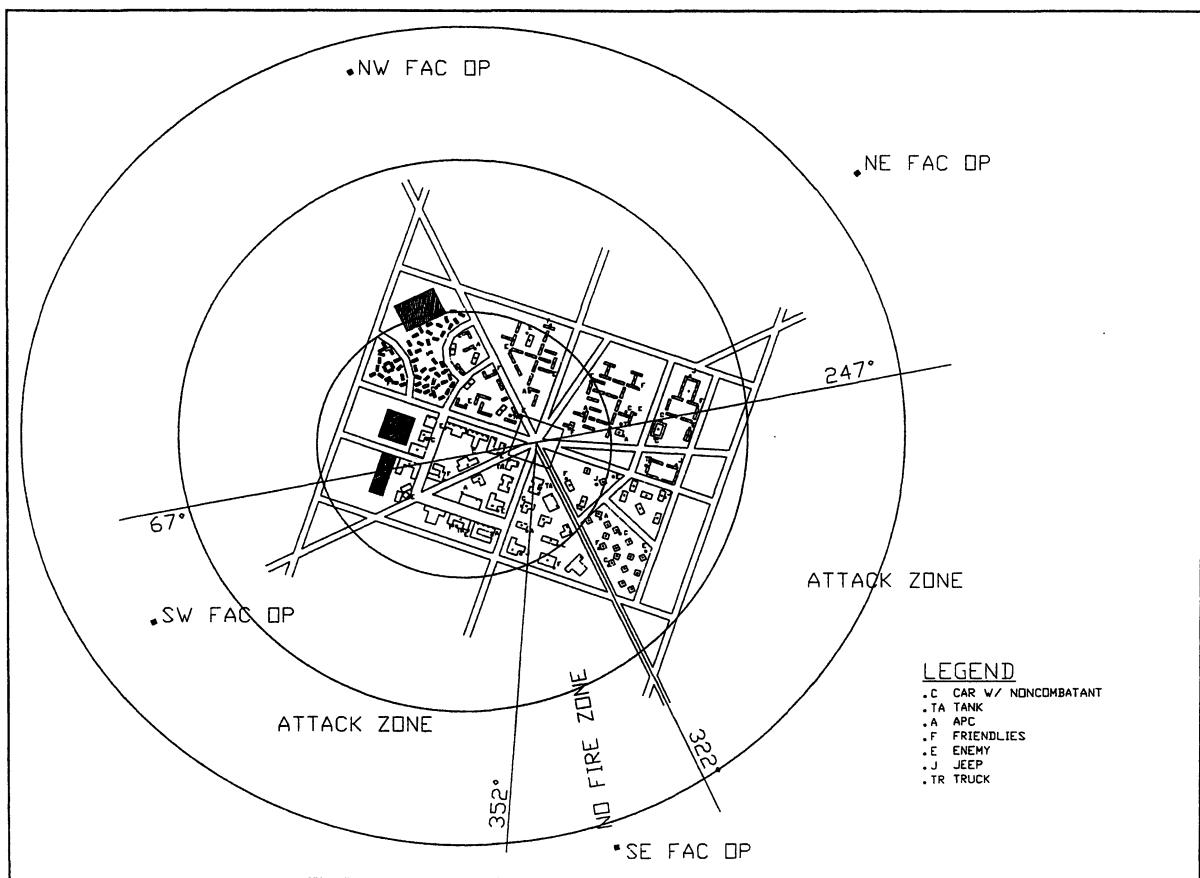 NW FAC OP
NE FAC OP
247°
67°
ATTACK ZONE
SW FAC OP
LEGEND
.C CAR W/ NONCOMBATANT
.TA TANK
.A APC
.F FRIENDLIES
.E ENEMY
.J JEEP
.TR TRUCK
ATTACK ZONE
NO FIRE ZONE
322
352°
SE FAC OP